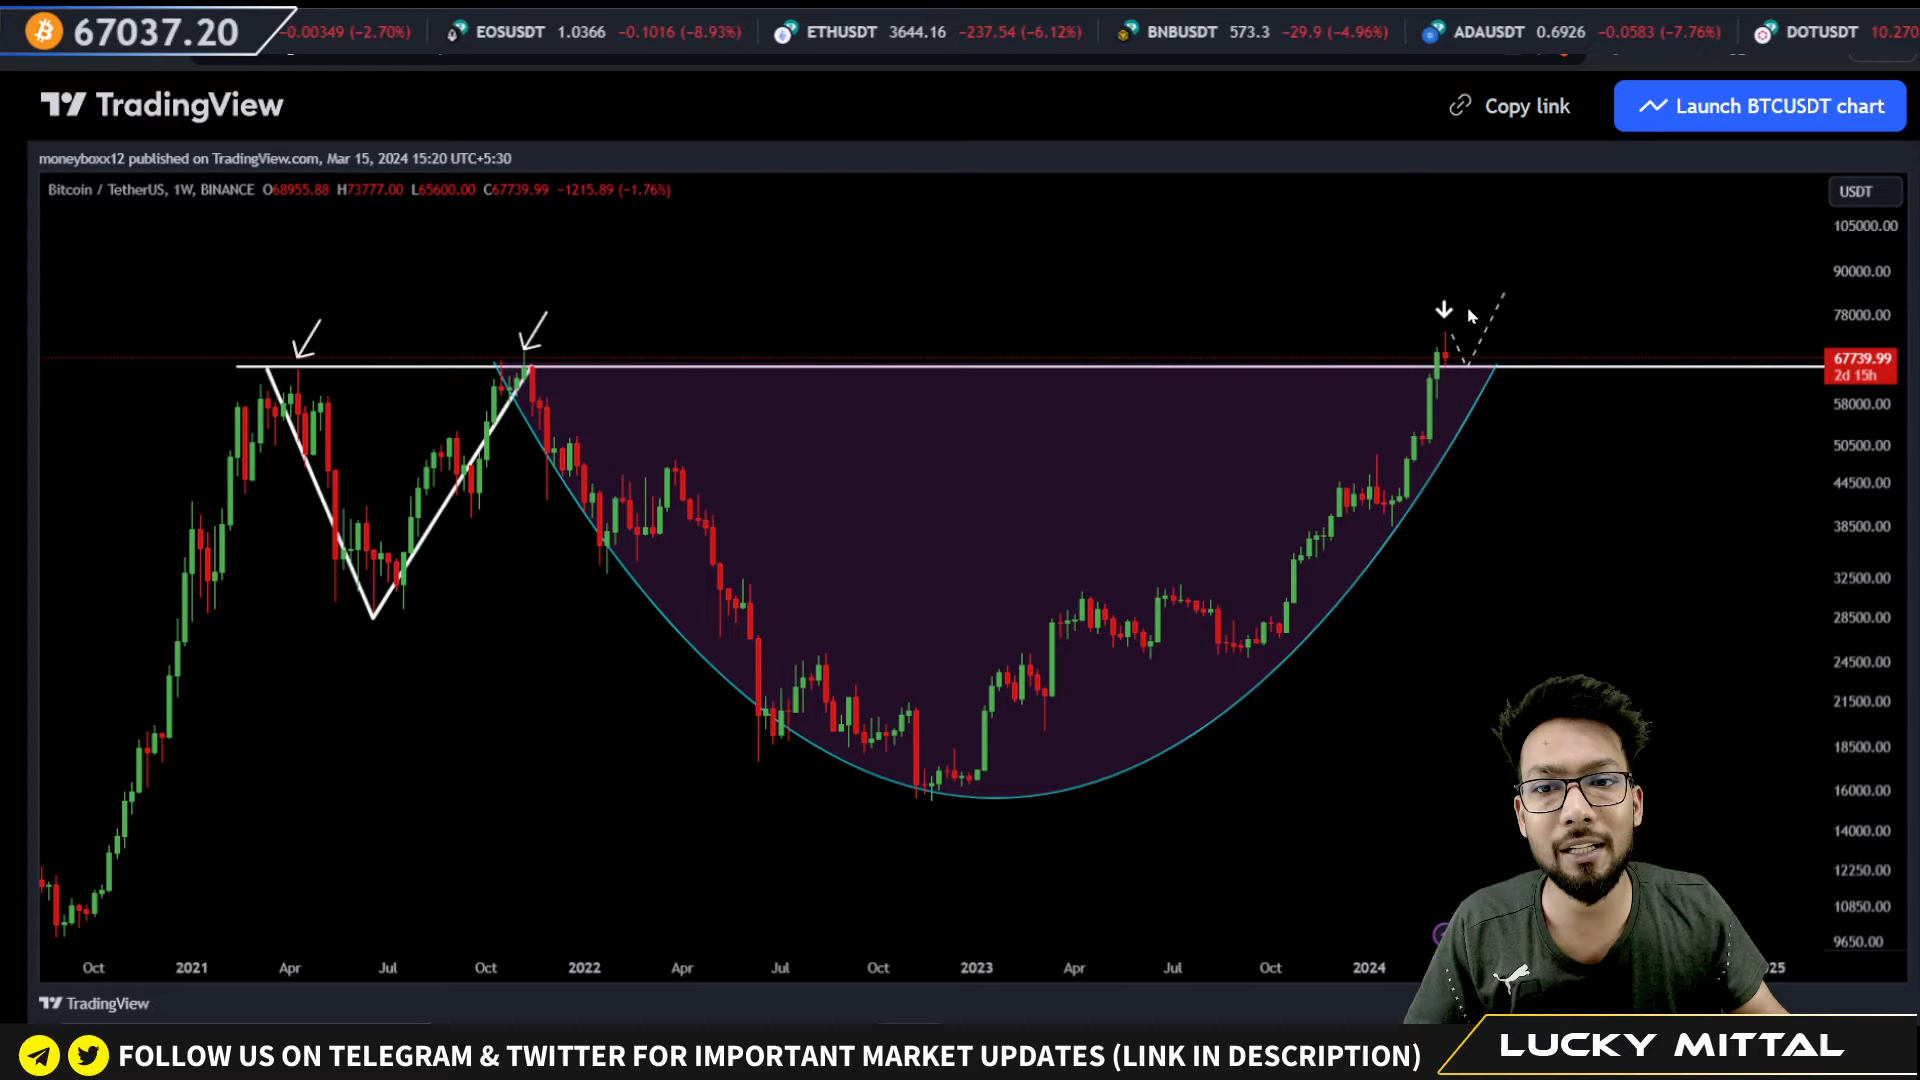 67037.20 -0.00349 (-2.70%) EOSUSDT 1.0366 -0.1016 (-8.93%) ETHUSDT 3644.16 -237.54 (-6.12%) BNBUSDT 573.3 -29.9 (-4.96%) ADAUSDT 0.6926 -0.0583 (-7.76%) DOTUSDT 10.270
TradingView Copy link Launch BTCUSDT chart
moneyboxx12 published on TradingView.com, Mar 15, 2024 15:20 UTC+5:30
Bitcoin / TetherUS, 1W, BINANCE O68955.88 H73777.00 L65600.00 C67739.99 -1215.89 (-1.76%) USDT
105000.00
90000.00
78000.00
67739.99
2d 15h
58000.00
50500.00
44500.00
38500.00
32500.00
28500.00
24500.00
21500.00
18500.00
16000.00
14000.00
12250.00
10850.00
9650.00
Oct 2021 Apr Jul Oct 2022 Apr Jul Oct 2023 Apr Jul Oct 2024
TradingView
FOLLOW US ON TELEGRAM & TWITTER FOR IMPORTANT MARKET UPDATES (LINK IN DESCRIPTION) LUCKY MITTAL